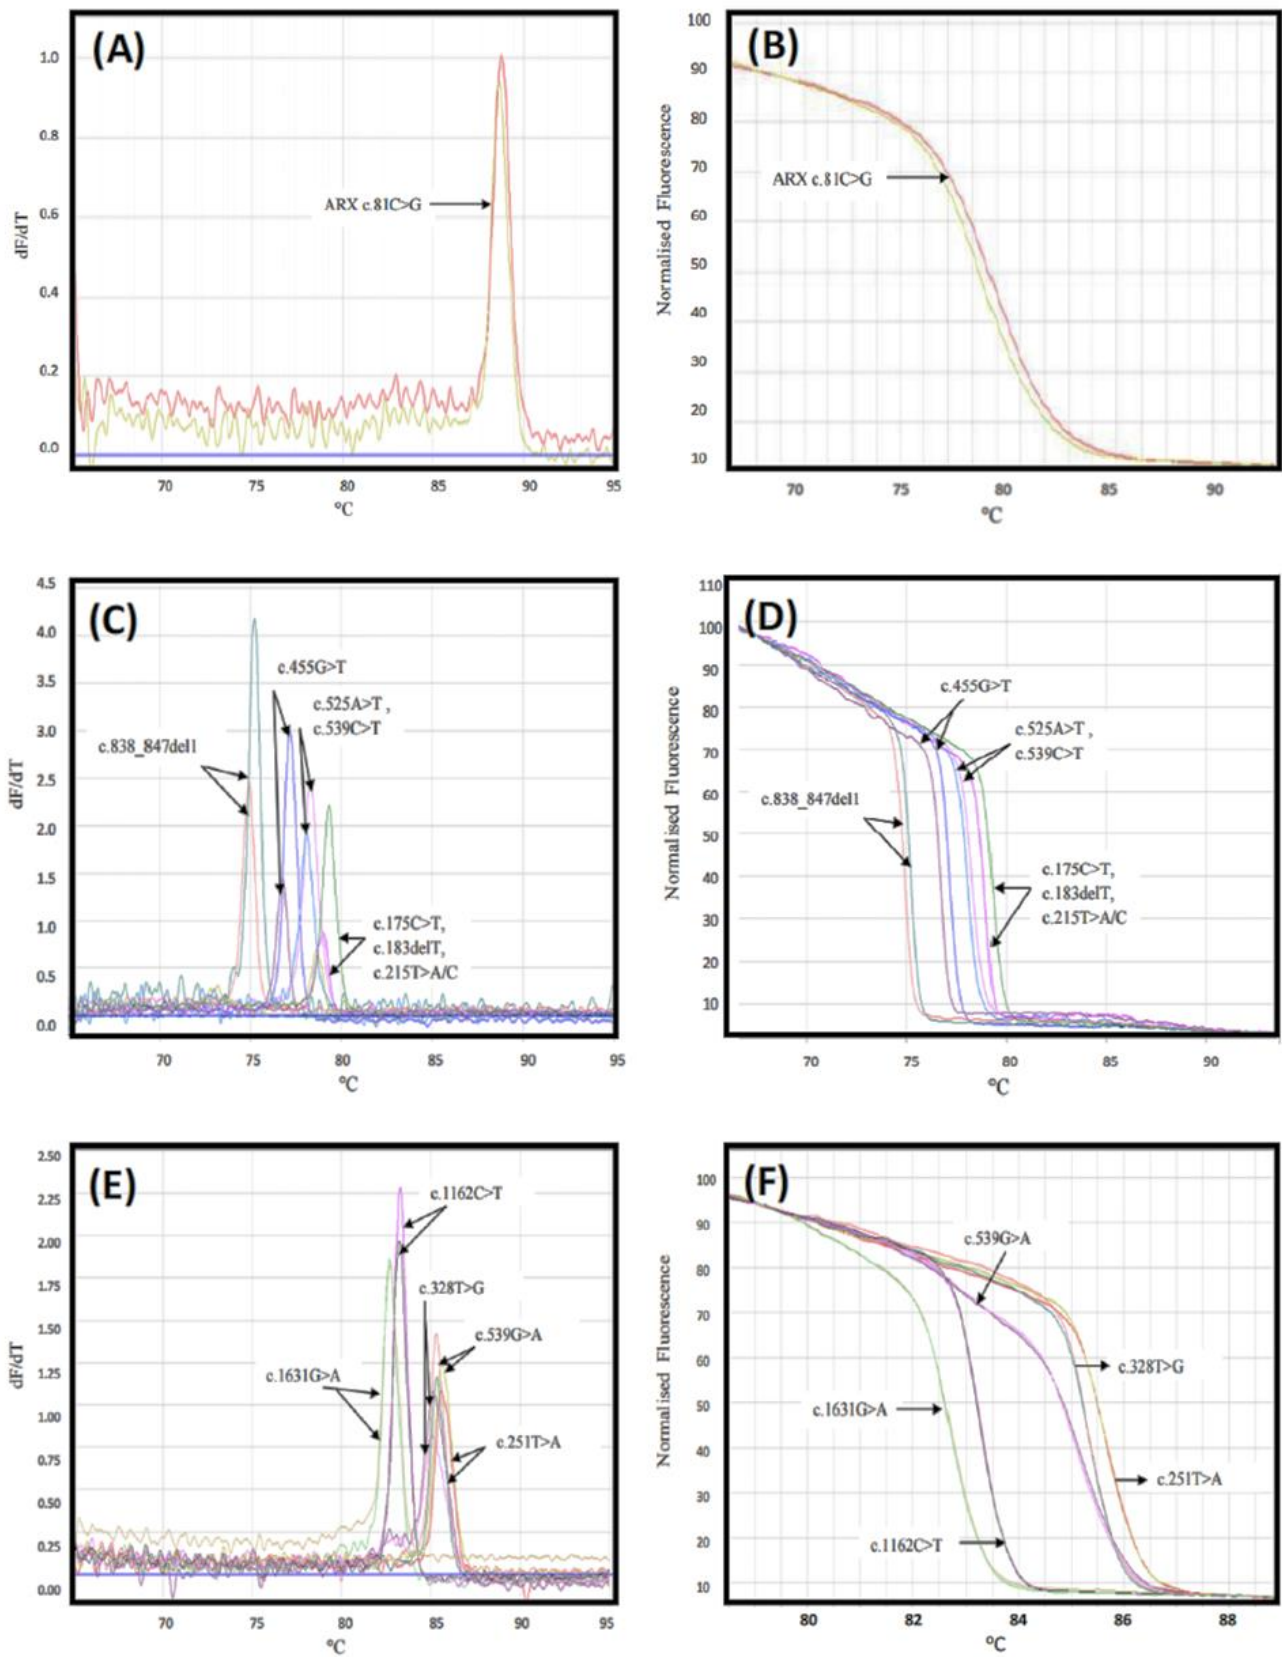 (A)
1.0
0.8
0.6
0.4
0.2
0.0
dF/dT
ARX c.81C>G
70 75 80 85 90 95
°C
(B)
100
90
80
70
60
50
40
30
20
10
Normalised Fluorescence
ARX c.81C>G
70 75 80 85 90
°C
(C)
4.5
4.0
3.5
3.0
2.5
2.0
1.5
1.0
0.5
0.0
dF/dT
c.455G>T
c.525A>T ,
c.539C>T
c.838_847del1
c.175C>T,
c.183delT,
c.215T>A/C
70 75 80 85 90 95
°C
(D)
110
100
90
80
70
60
50
40
30
20
10
Normalised Fluorescence
c.455G>T
c.525A>T ,
c.539C>T
c.838_847del1
c.175C>T,
c.183delT,
c.215T>A/C
70 75 80 85 90
°C
(E)
2.50
2.25
2.00
1.75
1.50
1.25
1.00
0.75
0.50
0.25
0.00
dF/dT
c.1162C>T
c.328T>G
c.539G>A
c.1631G>A
c.251T>A
70 75 80 85 90 95
°C
(F)
100
90
80
70
60
50
40
30
20
10
Normalised Fluorescence
c.539G>A
c.328T>G
c.1631G>A
c.251T>A
c.1162C>T
80 82 84 86 88
°C